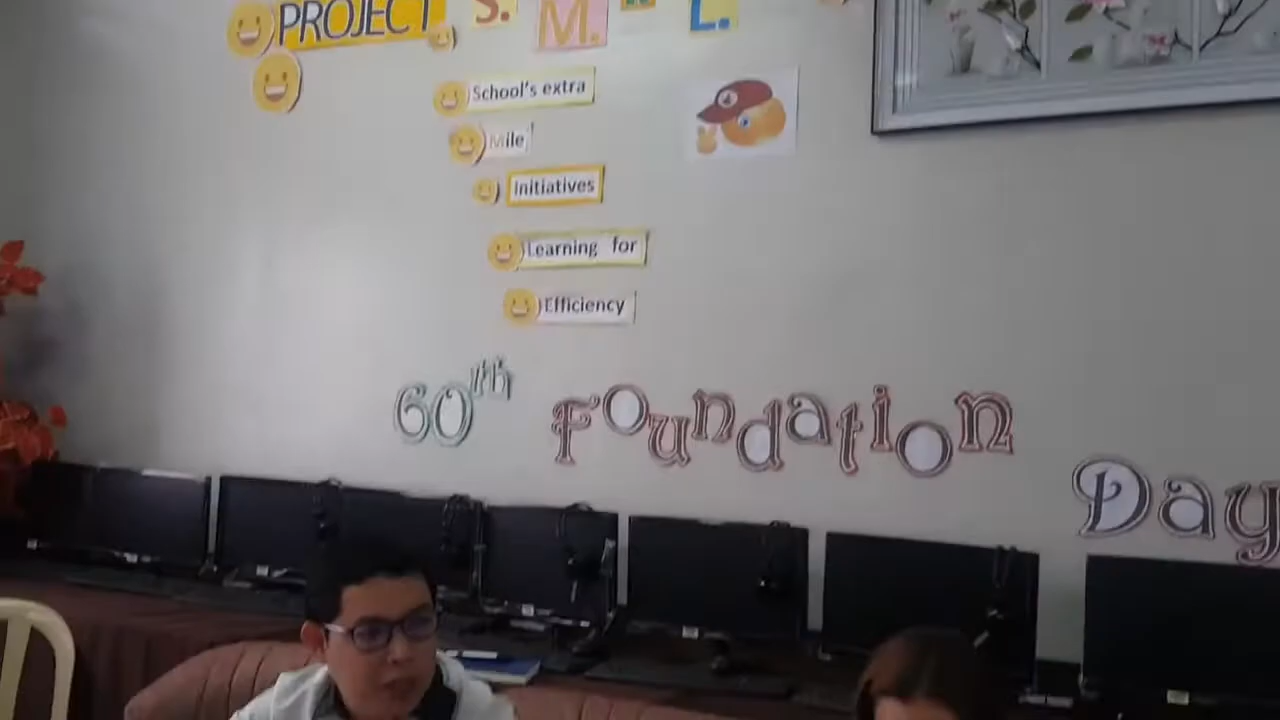 PROJECT S. M. I. L.
School's extra
Mile
Initiatives
Learning for
Efficiency
60th Foundation Day